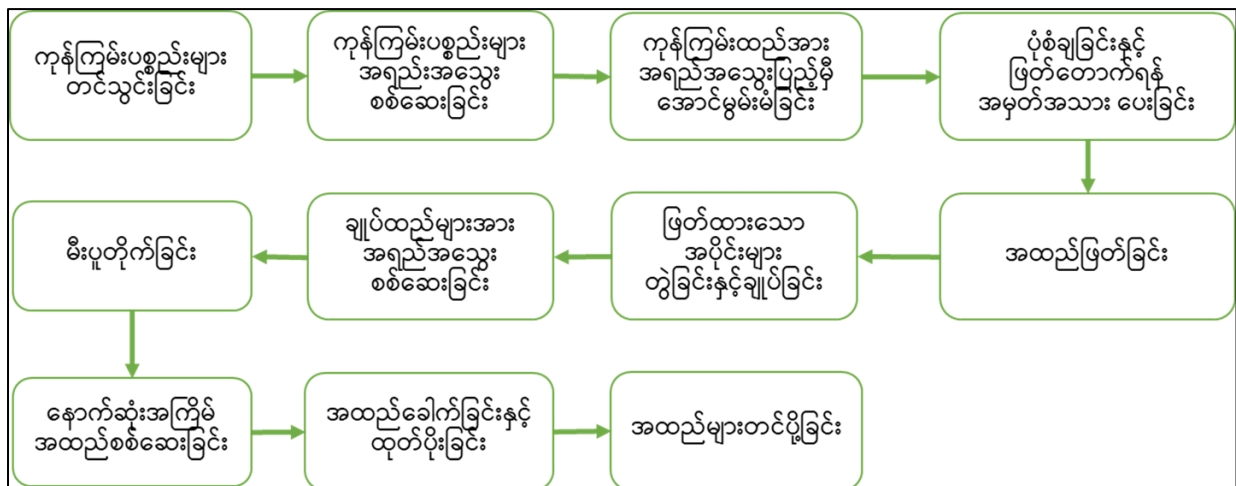 ကုန်ကြမ်းပစ္စည်းများ
တင်သွင်းခြင်း
ကုန်ကြမ်းပစ္စည်းများ
အရည်အသွေး
စစ်ဆေးခြင်း
ကုန်ကြမ်းထည်အား
အရည်အသွေးပြည့်မှီ
အောင်မွမ်းမံခြင်း
ပုံစံချခြင်းနှင့်
ဖြတ်တောက်ရန်
အမှတ်အသား ပေးခြင်း
အထည်ဖြတ်ခြင်း
ဖြတ်ထားသော
အပိုင်းများ
တွဲခြင်းနှင့်ချုပ်ခြင်း
ချုပ်ထည်များအား
အရည်အသွေး
စစ်ဆေးခြင်း
မီးပူတိုက်ခြင်း
နောက်ဆုံးအကြိမ်
အထည်စစ်ဆေးခြင်း
အထည်ခေါက်ခြင်းနှင့်
ထုတ်ပိုးခြင်း
အထည်များတင်ပို့ခြင်း